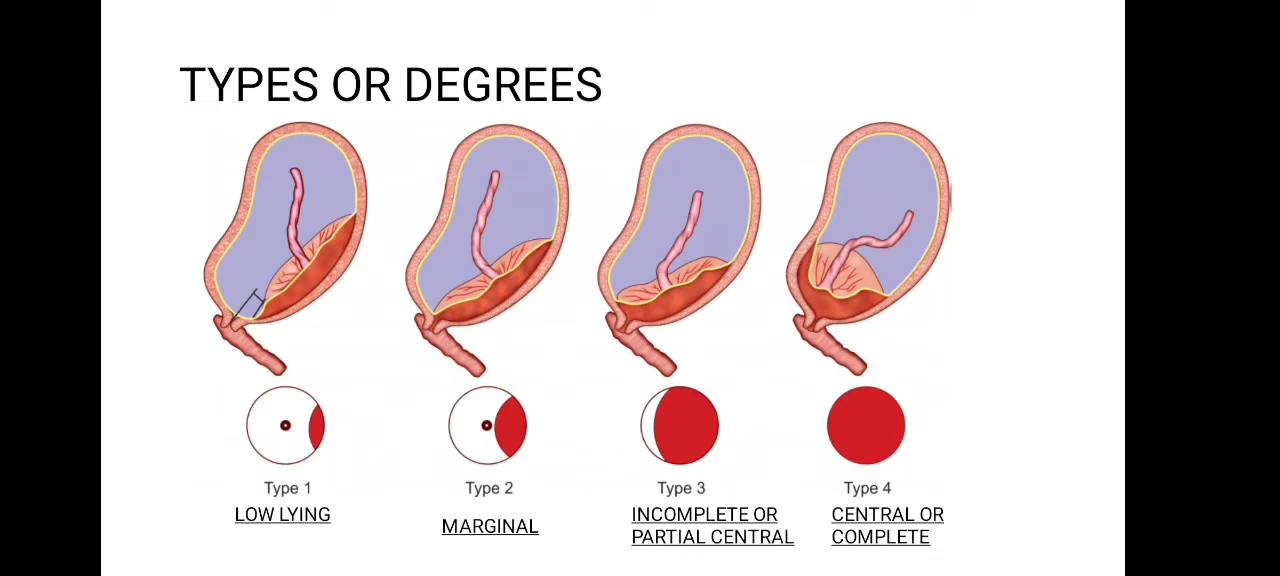 TYPES OR DEGREES
Type 1
Type 2
Type 3
Type 4
LOW LYING
MARGINAL
INCOMPLETE OR
PARTIAL CENTRAL
CENTRAL OR
COMPLETE